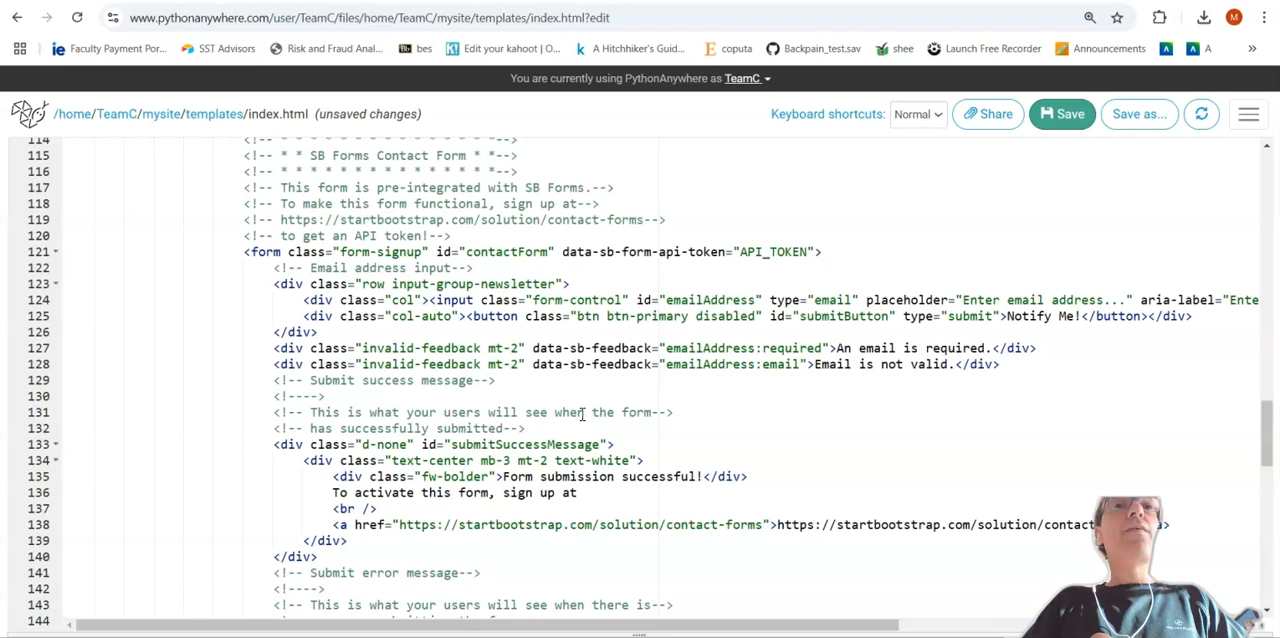 www.pythonanywhere.com/user/TeamC/files/home/TeamC/mysite/templates/index.html?edit
M
Faculty Payment Por... SST Advisors Risk and Fraud Anal... bes Edit your kahoot | O... A Hitchhiker's Guid... coputa Backpain_test.sav shee Launch Free Recorder Announcements A
You are currently using PythonAnywhere as TeamC
/home/TeamC/mysite/templates/index.html (unsaved changes) Keyboard shortcuts: Normal Share Save Save as...
114 <!-- * * * * * * * * * * * * * * *-->
115 <!-- * * SB Forms Contact Form * *-->
116 <!-- * * * * * * * * * * * * * * *-->
117 <!-- This form is pre-integrated with SB Forms.-->
118 <!-- To make this form functional, sign up at-->
119 <!-- https://startbootstrap.com/solution/contact-forms-->
120 <!-- to get an API token!-->
121 <form class="form-signup" id="contactForm" data-sb-form-api-token="API_TOKEN">
122 <!-- Email address input-->
123 <div class="row input-group-newsletter">
124 <div class="col"><input class="form-control" id="emailAddress" type="email" placeholder="Enter email address..." aria-label="Ente
125 <div class="col-auto"><button class="btn btn-primary disabled" id="submitButton" type="submit">Notify Me!</button></div>
126 </div>
127 <div class="invalid-feedback mt-2" data-sb-feedback="emailAddress:required">An email is required.</div>
128 <div class="invalid-feedback mt-2" data-sb-feedback="emailAddress:email">Email is not valid.</div>
129 <!-- Submit success message-->
130 <!---->
131 <!-- This is what your users will see when the form-->
132 <!-- has successfully submitted-->
133 <div class="d-none" id="submitSuccessMessage">
134 <div class="text-center mb-3 mt-2 text-white">
135 <div class="fw-bolder">Form submission successful!</div>
136 To activate this form, sign up at
137 <br />
138 <a href="https://startbootstrap.com/solution/contact-forms">https://startbootstrap.com/solution/contact
139 </div>
140 </div>
141 <!-- Submit error message-->
142 <!---->
143 <!-- This is what your users will see when there is-->
144